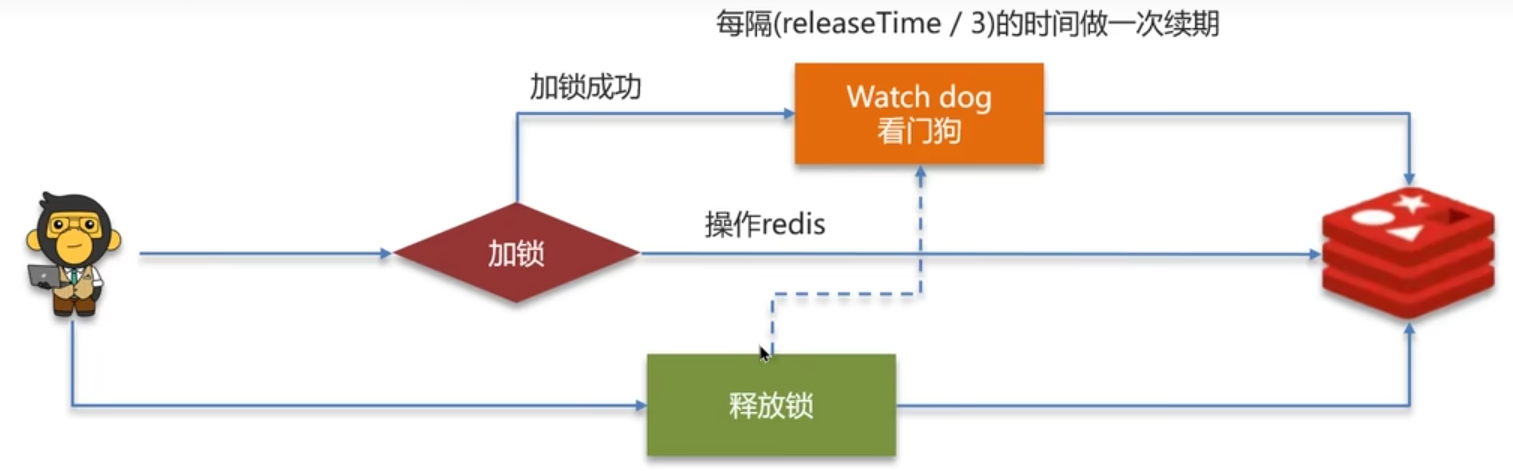 每隔(releaseTime / 3)的时间做一次续期
加锁成功
Watch dog
看门狗
操作redis
加锁
释放锁